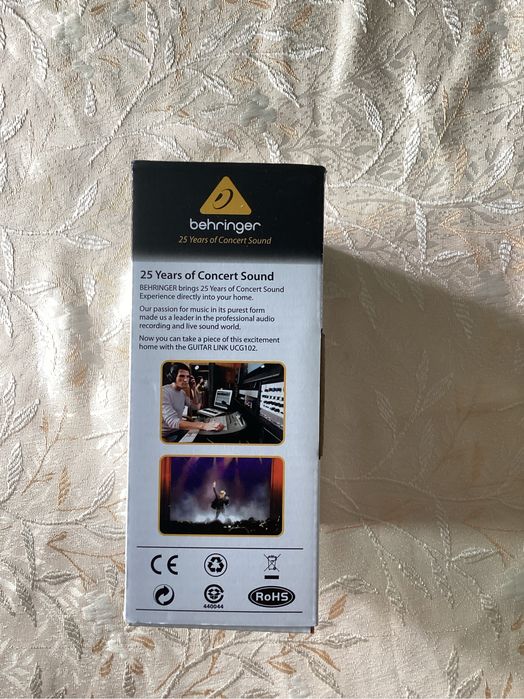 behringer
25 Years of Concert Sound
25 Years of Concert Sound
BEHRINGER brings 25 Years of Concert Sound
Experience directly into your home.
Our passion for music in its purest form
made us a leader in the professional audio
recording and live sound world.
Now you can take a piece of this excitement
home with the GUITAR LINK UCG102.
CE
440044
RoHS